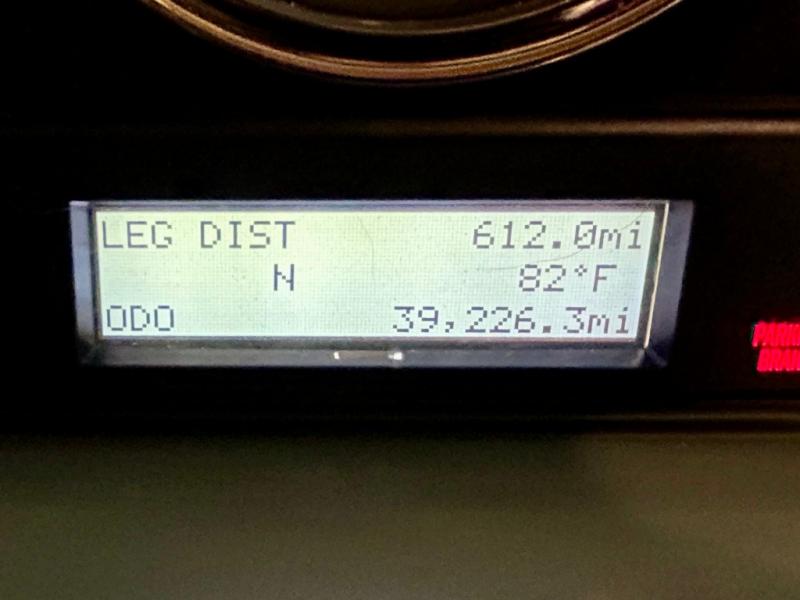 LEG DIST 612.0mi
N 82°F
ODO 39,226.3mi